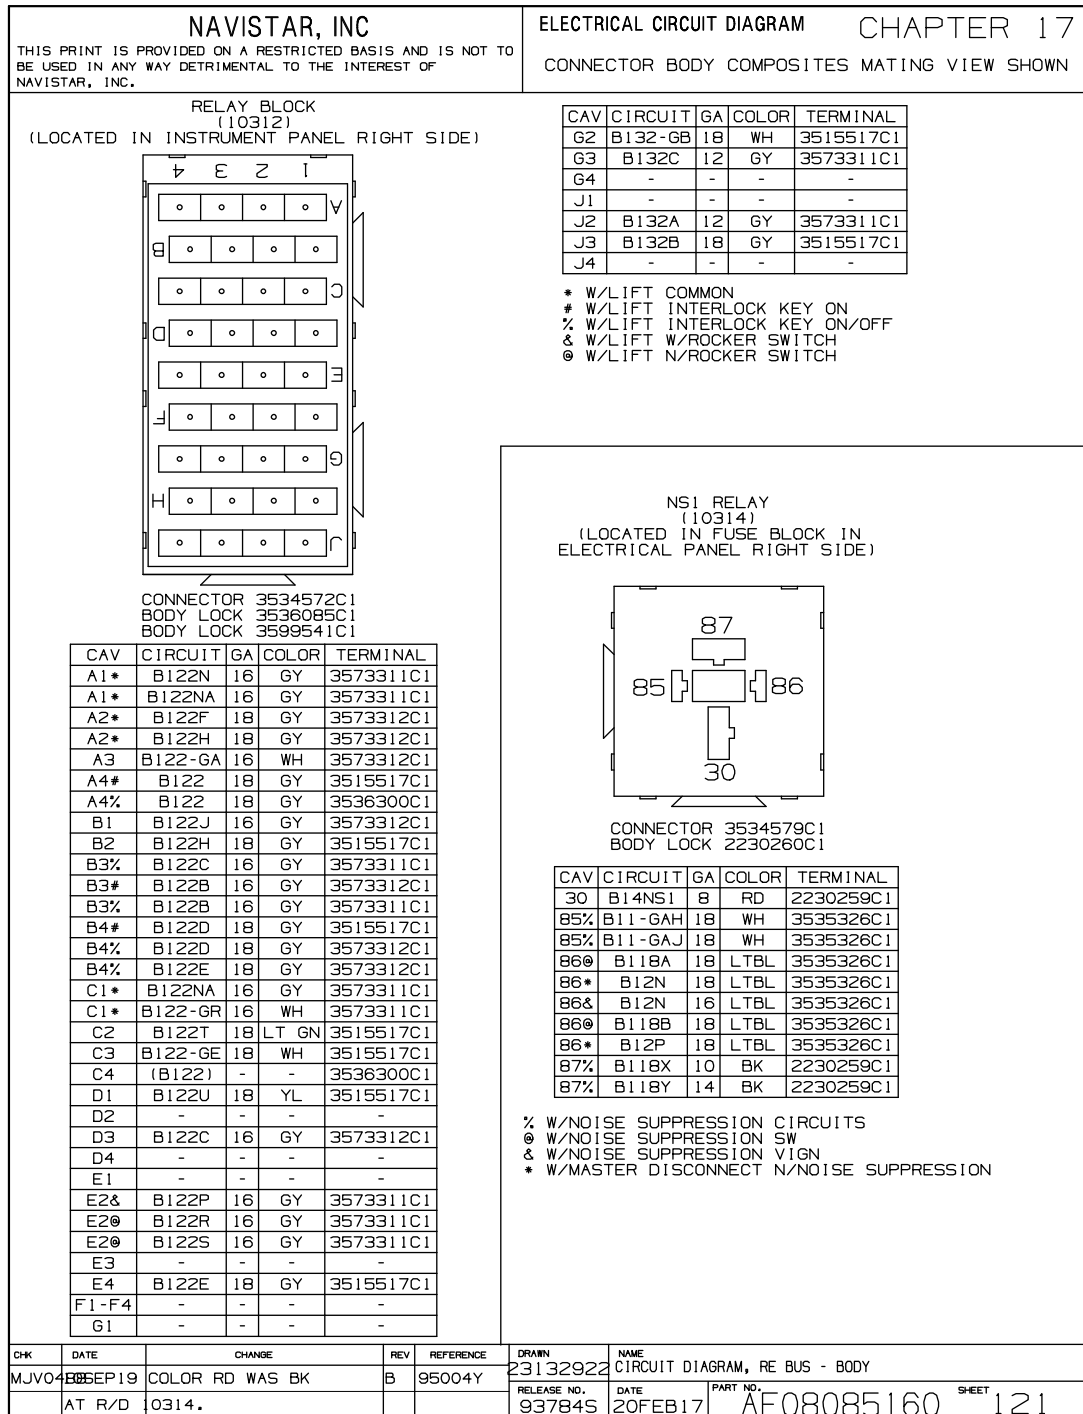 NAVISTAR, INC
THIS PRINT IS PROVIDED ON A RESTRICTED BASIS AND IS NOT TO
BE USED IN ANY WAY DETRIMENTAL TO THE INTEREST OF
NAVISTAR, INC.
ELECTRICAL CIRCUIT DIAGRAM CHAPTER 17
CONNECTOR BODY COMPOSITES MATING VIEW SHOWN
RELAY BLOCK
(10312)
(LOCATED IN INSTRUMENT PANEL RIGHT SIDE)
4 3 2 1
A
B
C
D
E
F
G
H
J
CONNECTOR 3534572C1
BODY LOCK 3536085C1
BODY LOCK 3599541C1
CAV CIRCUIT GA COLOR TERMINAL
A1* B122N 16 GY 3573311C1
A1* B122NA 16 GY 3573311C1
A2* B122F 18 GY 3573312C1
A2* B122H 18 GY 3573312C1
A3 B122-GA 16 WH 3573312C1
A4# B122 18 GY 3515517C1
A4% B122 18 GY 3536300C1
B1 B122J 16 GY 3573312C1
B2 B122H 18 GY 3515517C1
B3% B122C 16 GY 3573311C1
B3# B122B 16 GY 3573312C1
B3% B122B 16 GY 3573311C1
B4# B122D 18 GY 3515517C1
B4% B122D 18 GY 3573312C1
B4% B122E 18 GY 3573312C1
C1* B122NA 16 GY 3573311C1
C1* B122-GR 16 WH 3573311C1
C2 B122T 18 LT GN 3515517C1
C3 B122-GE 18 WH 3515517C1
C4 (B122) - - 3536300C1
D1 B122U 18 YL 3515517C1
D2 - - - -
D3 B122C 16 GY 3573312C1
D4 - - - -
E1 - - - -
E2& B122P 16 GY 3573311C1
E2@ B122R 16 GY 3573311C1
E2@ B122S 16 GY 3573311C1
E3 - - - -
E4 B122E 18 GY 3515517C1
F1-F4 - - - -
G1 - - - -
CAV CIRCUIT GA COLOR TERMINAL
G2 B132-GB 18 WH 3515517C1
G3 B132C 12 GY 3573311C1
G4 - - - -
J1 - - - -
J2 B132A 12 GY 3573311C1
J3 B132B 18 GY 3515517C1
J4 - - - -
* W/LIFT COMMON
# W/LIFT INTERLOCK KEY ON
% W/LIFT INTERLOCK KEY ON/OFF
& W/LIFT W/ROCKER SWITCH
@ W/LIFT N/ROCKER SWITCH
NS1 RELAY
(10314)
(LOCATED IN FUSE BLOCK IN
ELECTRICAL PANEL RIGHT SIDE)
87
85 86
30
CONNECTOR 3534579C1
BODY LOCK 2230260C1
CAV CIRCUIT GA COLOR TERMINAL
30 B14NS1 8 RD 2230259C1
85% B11-GAH 18 WH 3535326C1
85% B11-GAJ 18 WH 3535326C1
86@ B118A 18 LTBL 3535326C1
86* B12N 18 LTBL 3535326C1
86& B12N 16 LTBL 3535326C1
86@ B118B 18 LTBL 3535326C1
86* B12P 18 LTBL 3535326C1
87% B118X 10 BK 2230259C1
87% B118Y 14 BK 2230259C1
% W/NOISE SUPPRESSION CIRCUITS
@ W/NOISE SUPPRESSION SW
& W/NOISE SUPPRESSION VIGN
* W/MASTER DISCONNECT N/NOISE SUPPRESSION
CHK DATE CHANGE REV REFERENCE
COLOR RD WAS BK B 95004Y
AT R/D 10314.
DRAWN
23132922
NAME
CIRCUIT DIAGRAM, RE BUS - BODY
RELEASE NO.
93784S
DATE
20FEB17
PART NO.
AF08085160
SHEET
121